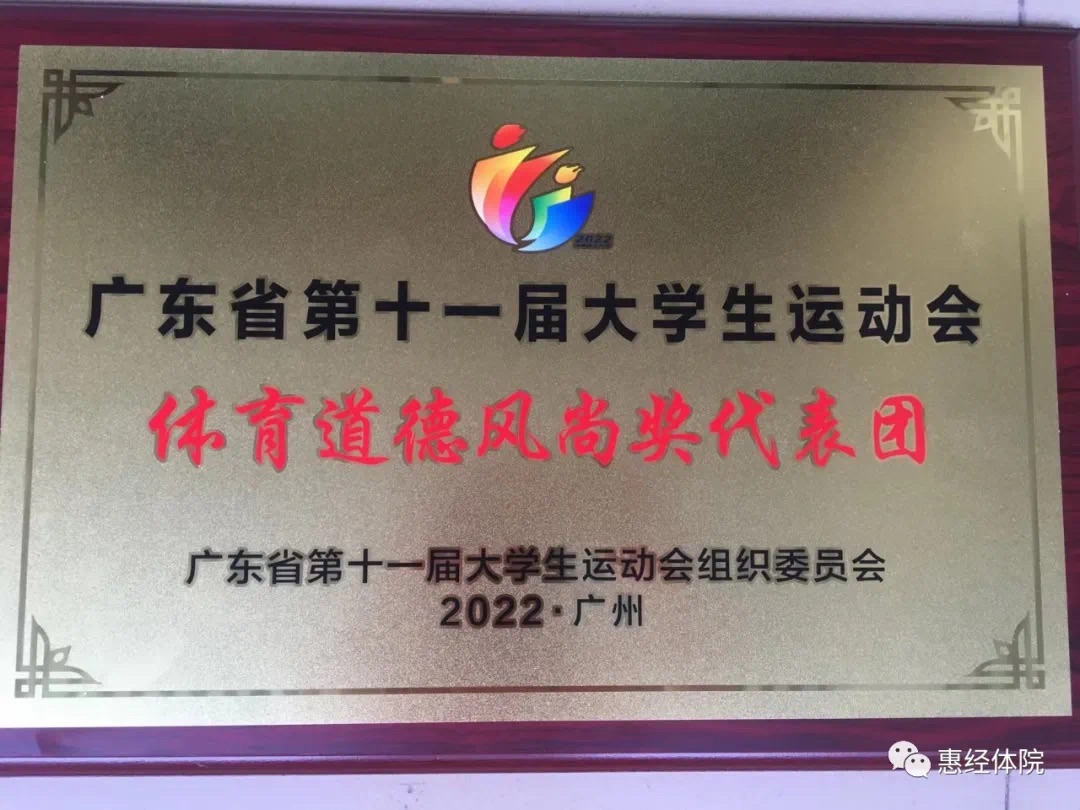 2022
广东省第十一届大学生运动会
体育道德风尚奖代表团
广东省第十一届大学生运动会组织委员会
2022·广州
惠经体院